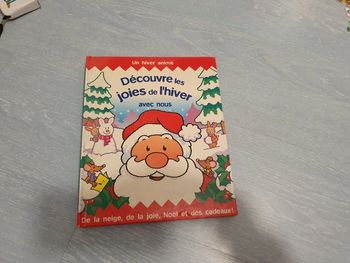 Un hiver animé
Découvre les
joies de l'hiver
avec nous
De la neige, de la joie, Noël et des cadeaux!